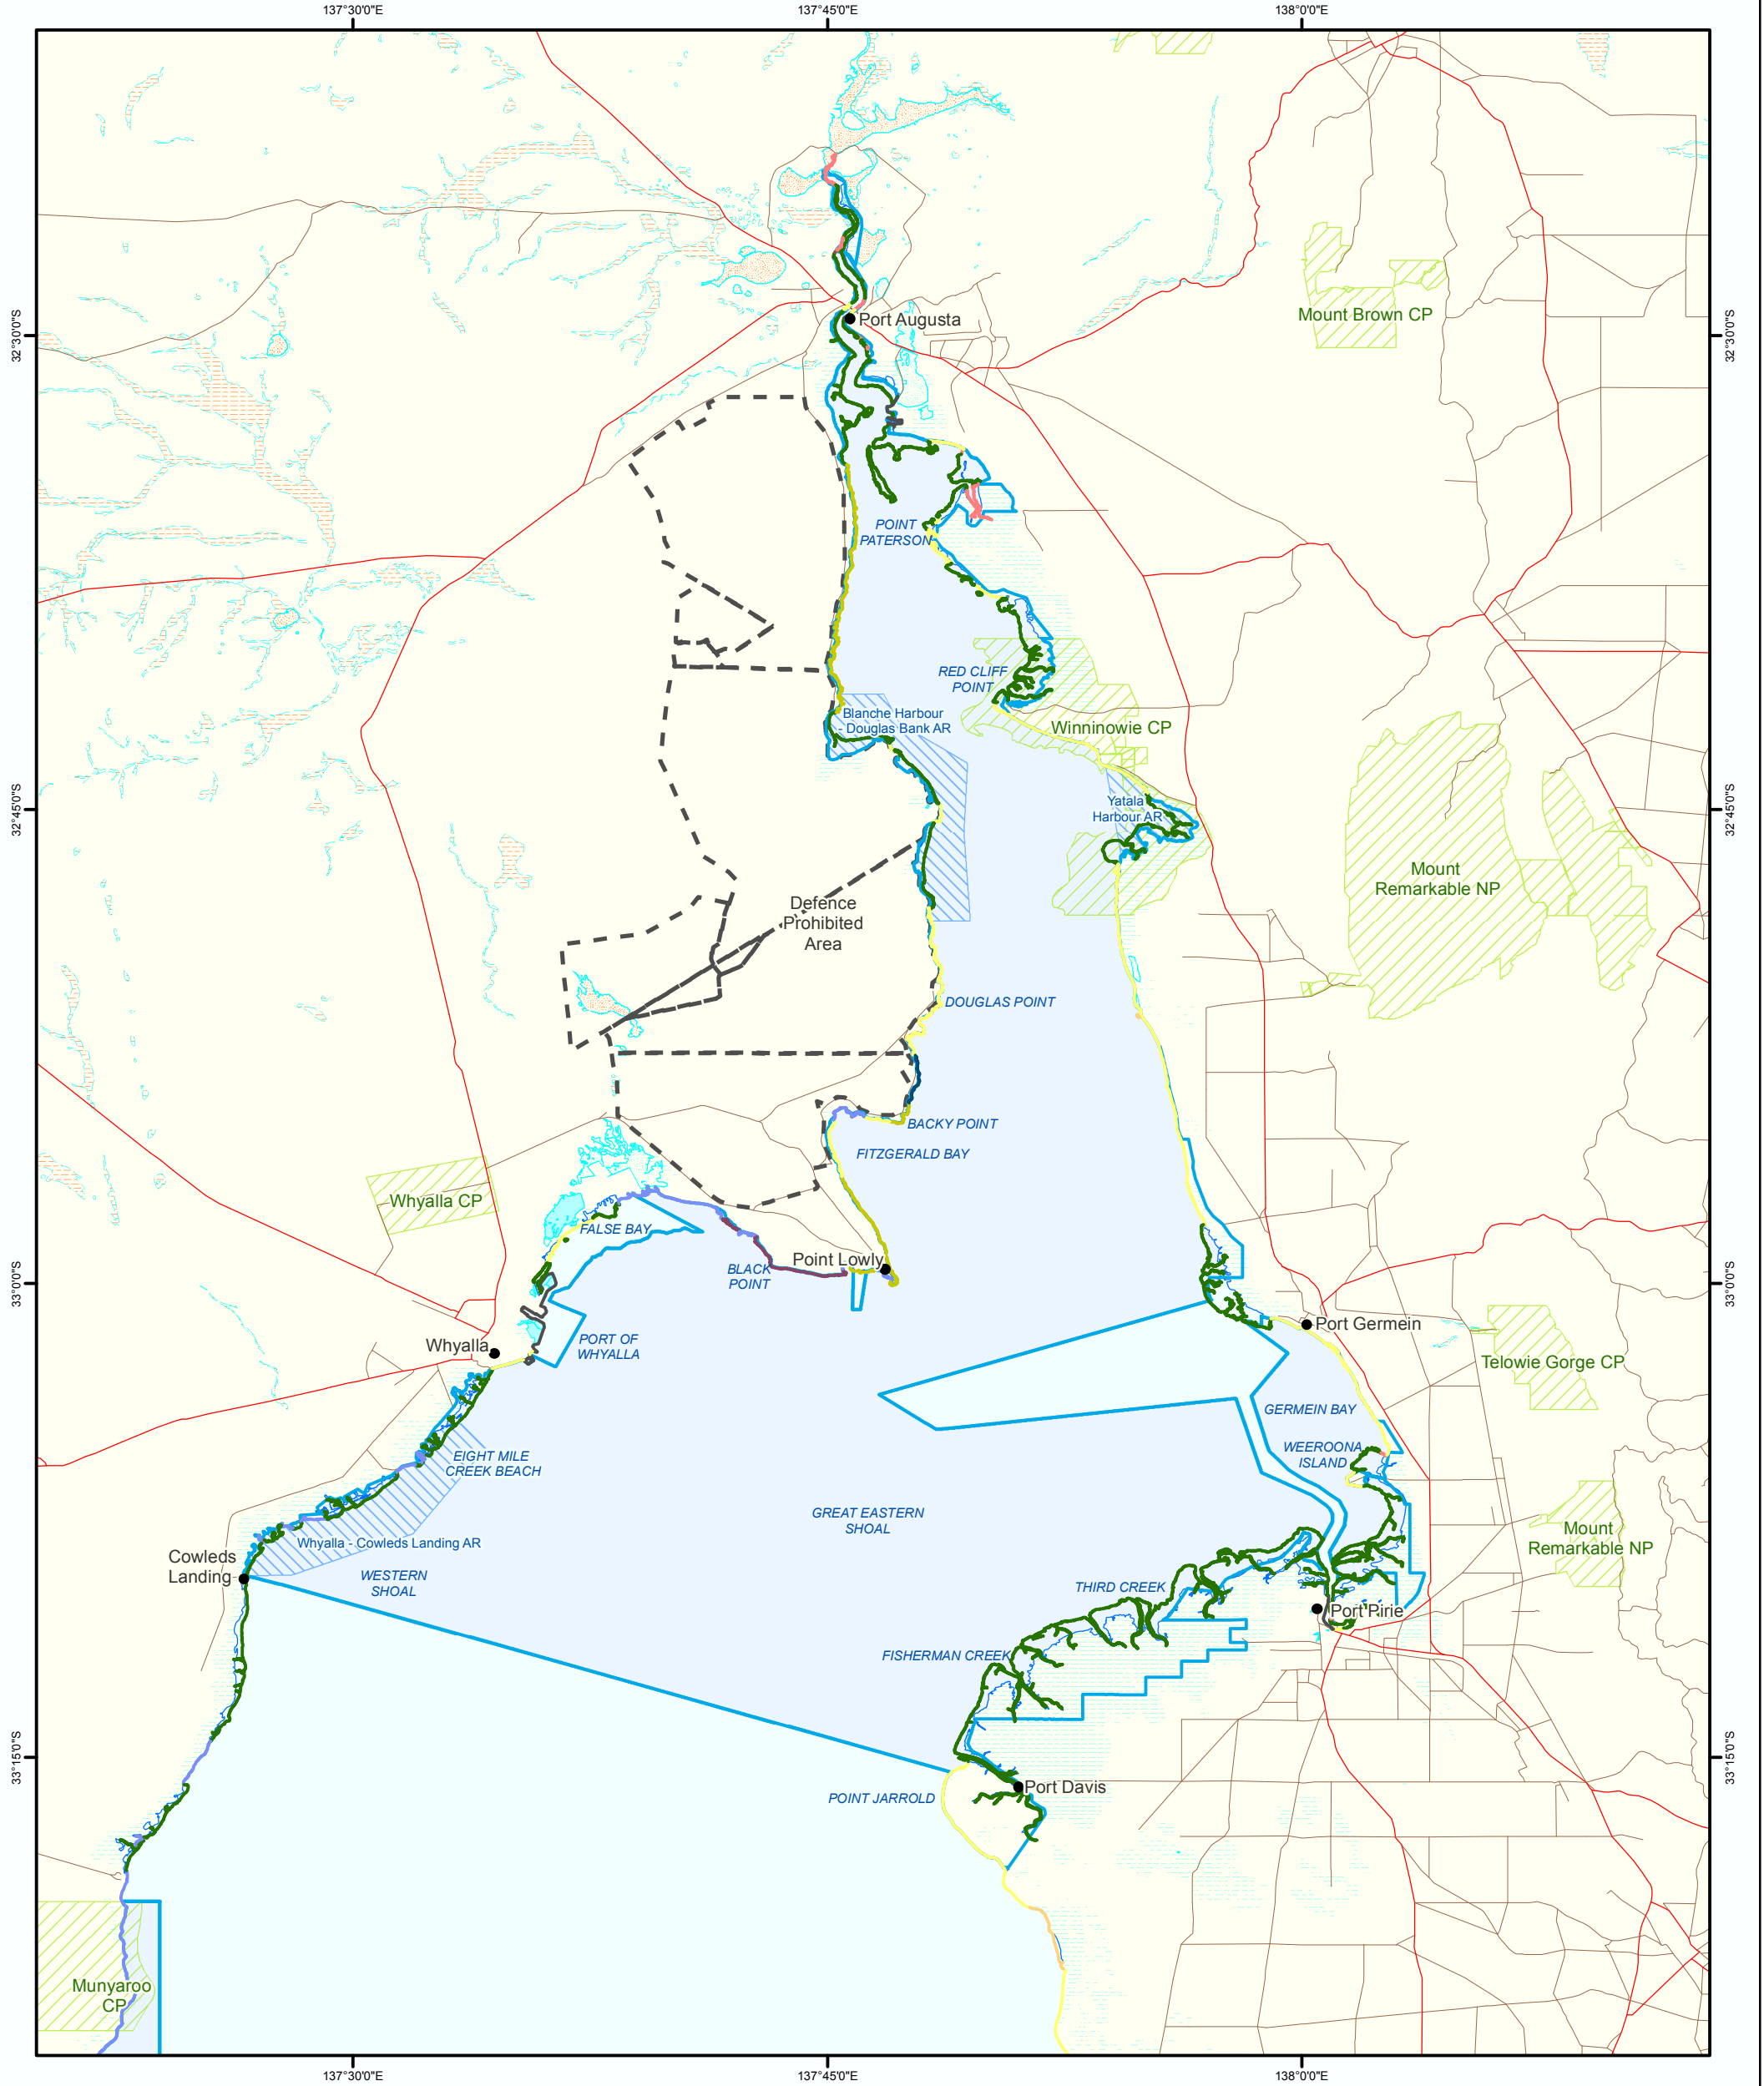 137°30'0"E
137°45'0"E
138°0'0"E
32°30'0"S
32°30'0"S
Port Augusta
Mount Brown CP
POINT
PATERSON
RED CLIFF
POINT
Blanche Harbour
- Douglas Bank AR
Winninowie CP
32°45'0"S
32°45'0"S
Yatala
Harbour AR
Mount
Remarkable NP
Defence
Prohibited
Area
DOUGLAS POINT
BACKY POINT
FITZGERALD BAY
Whyalla CP
FALSE BAY
BLACK
POINT
Point Lowly
33°0'0"S
33°0'0"S
Whyalla
PORT OF
WHYALLA
Port Germein
Telowie Gorge CP
GERMEIN BAY
WEEROONA
ISLAND
EIGHT MILE
CREEK BEACH
GREAT EASTERN
SHOAL
Whyalla - Cowleds Landing AR
Cowleds
Landing
WESTERN
SHOAL
Mount
Remarkable NP
THIRD CREEK
Port Pirie
FISHERMAN CREEK
33°15'0"S
33°15'0"S
Port Davis
POINT JARROLD
Munyaroo
CP
137°30'0"E
137°45'0"E
138°0'0"E